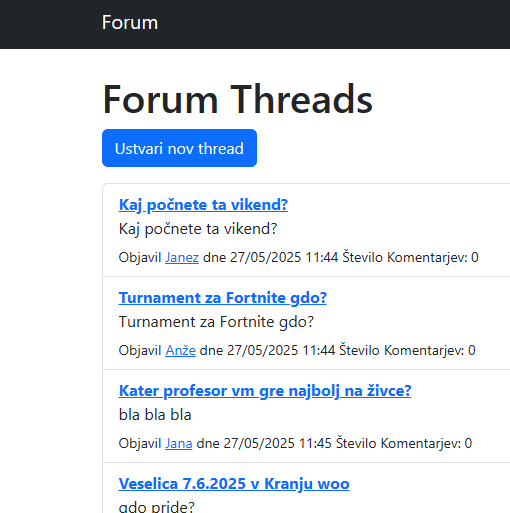 Forum
Forum Threads
Ustvari nov thread
Kaj počnete ta vikend?
Kaj počnete ta vikend?
Objavil Janez dne 27/05/2025 11:44 Število Komentarjev: 0
Turnament za Fortnite gdo?
Turnament za Fortnite gdo?
Objavil Anže dne 27/05/2025 11:44 Število Komentarjev: 0
Kater profesor vm gre najbolj na živce?
bla bla bla
Objavil Jana dne 27/05/2025 11:45 Število Komentarjev: 0
Veselica 7.6.2025 v Kranju woo
gdo pride?